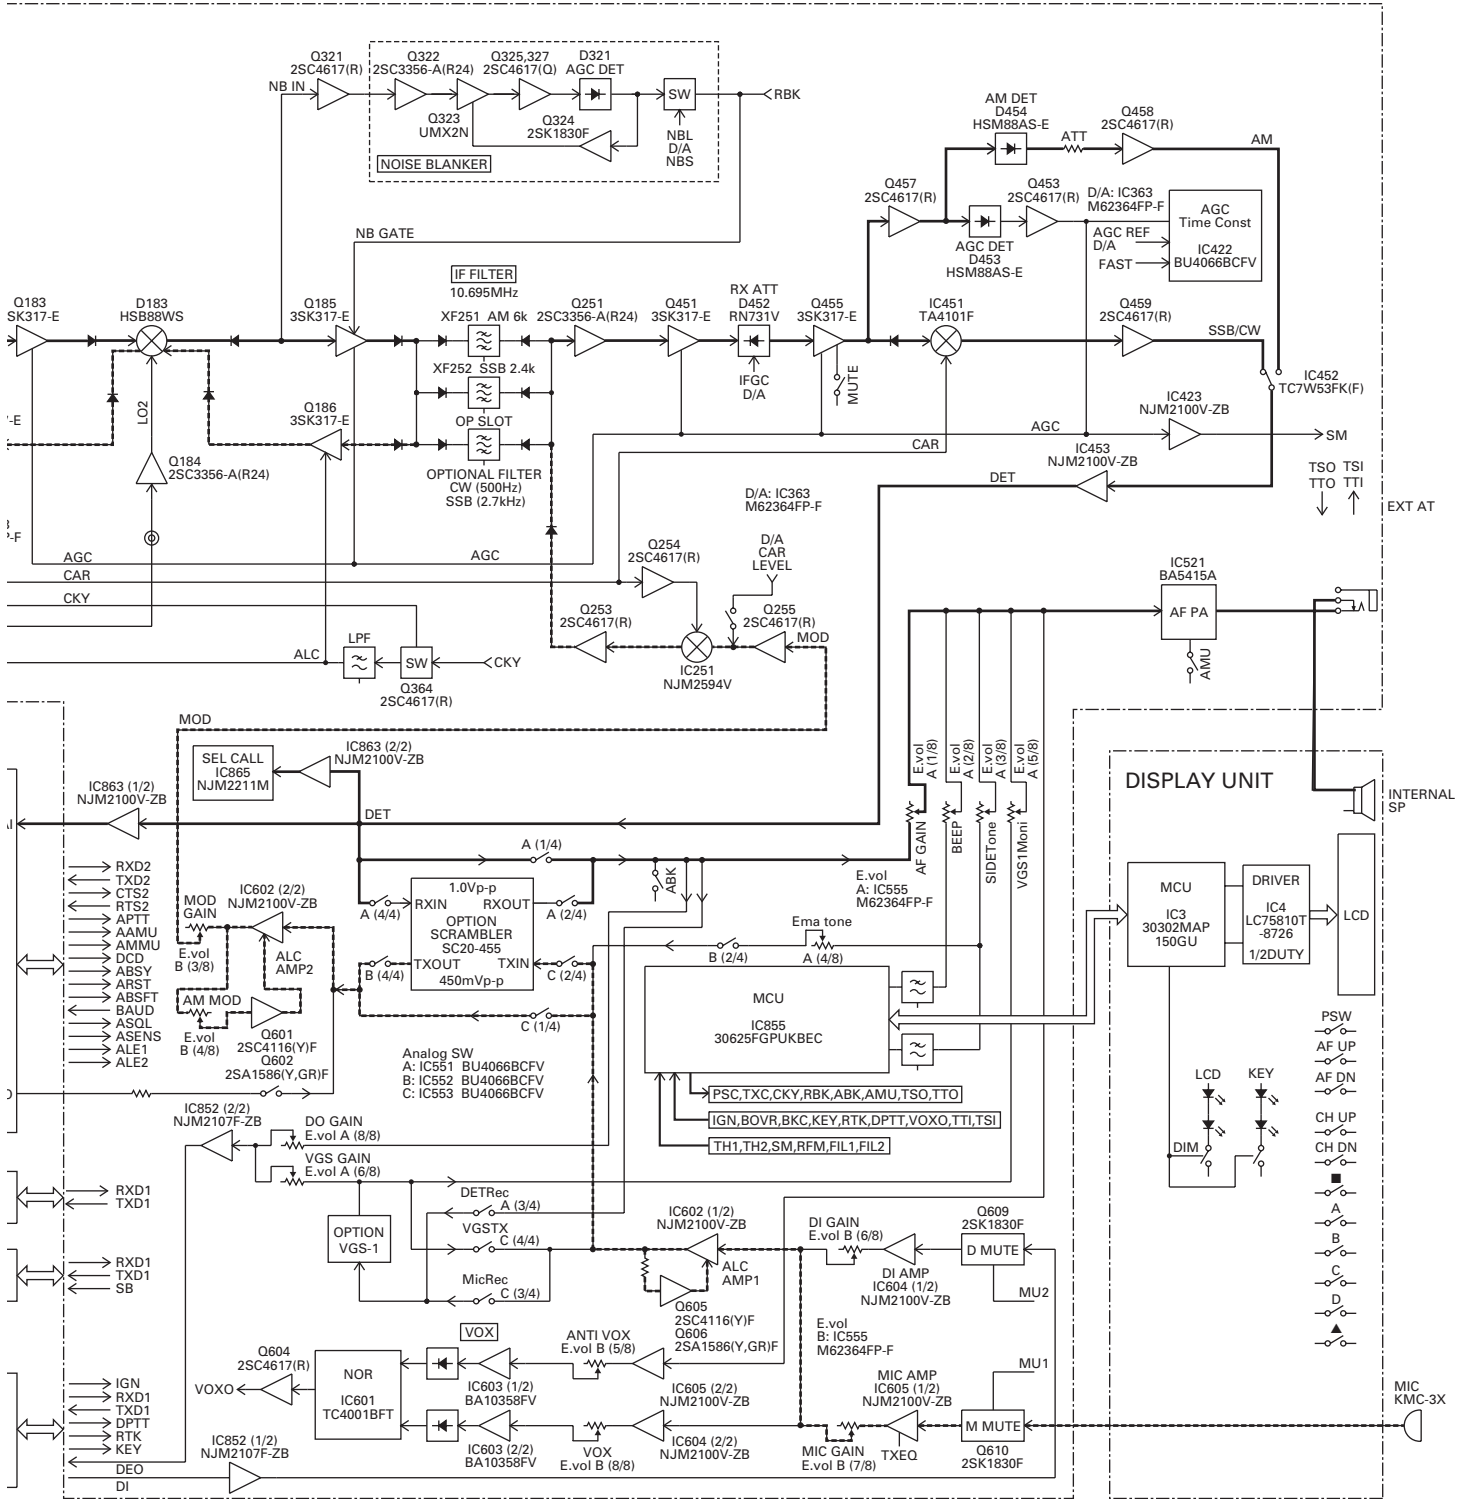 Q321
2SC4617(R)
NB IN
Q322
2SC3356-A(R24)
Q325,327
2SC4617(Q)
D321
AGC DET
SW
RBK
Q323
UMX2N
Q324
2SK1830F
NBL
D/A
NBS
NOISE BLANKER
NB GATE
AM DET
D454
HSM88AS-E
ATT
Q458
2SC4617(R)
AM
Q457
2SC4617(R)
Q453
2SC4617(R)
D/A: IC363
M62364FP-F
AGC
Time Const
IC422
BU4066BCFV
AGC REF
D/A
FAST
AGC DET
D453
HSM88AS-E
Q183
SK317-E
D183
HSB88WS
Q185
3SK317-E
IF FILTER
10.695MHz
XF251 AM 6k
XF252 SSB 2.4k
OP SLOT
OPTIONAL FILTER
CW (500Hz)
SSB (2.7kHz)
Q251
2SC3356-A(R24)
Q451
3SK317-E
RX ATT
D452
RN731V
IFGC
D/A
Q455
3SK317-E
MUTE
IC451
TA4101F
Q459
2SC4617(R)
SSB/CW
IC452
TC7W53FK(F)
IC423
NJM2100V-ZB
SM
AGC
CAR
IC453
NJM2100V-ZB
DET
TSO TSI
TTO TTI
EXT AT
'-E
LO2
Q186
3SK317-E
Q184
2SC3356-A(R24)
D/A: IC363
M62364FP-F
AGC
AGC
CAR
CKY
Q254
2SC4617(R)
D/A
CAR
LEVEL
Q253
2SC4617(R)
Q255
2SC4617(R)
MOD
IC251
NJM2594V
ALC
LPF
SW
CKY
Q364
2SC4617(R)
IC521
BA5415A
AF PA
AMU
MOD
SEL CALL
IC865
NJM2211M
IC863 (2/2)
NJM2100V-ZB
IC863 (1/2)
NJM2100V-ZB
DET
E.vol
A (1/8)
E.vol
A (2/8)
E.vol
A (3/8)
E.vol
A (5/8)
AF GAIN
BEEP
SIDETone
VGS1Moni
DISPLAY UNIT
INTERNAL
SP
A (1/4)
ABK
E.vol
A: IC555
M62364FP-F
RXD2
TXD2
CTS2
RTS2
APTT
AAMU
AMMU
DCD
ABSY
ARST
ABSFT
BAUD
ASQL
ASENS
ALE1
ALE2
MOD
GAIN
E.vol
B (3/8)
IC602 (2/2)
NJM2100V-ZB
ALC
AMP2
AM MOD
E.vol
B (4/8)
Q601
2SC4116(Y)F
Q602
2SA1586(Y,GR)F
1.0Vp-p
RXIN RXOUT
OPTION
SCRAMBLER
SC20-455
TXOUT TXIN
450mVp-p
A (4/4)
A (2/4)
B (4/4)
C (2/4)
C (1/4)
Ema tone
B (2/4)
A (4/8)
MCU
IC855
30625FGPUKBEC
PSC,TXC,CKY,RBK,ABK,AMU,TSO,TTO
IGN,BOVR,BKC,KEY,RTK,DPTT,VOXO,TTI,TSI
TH1,TH2,SM,RFM,FIL1,FIL2
Analog SW
A: IC551 BU4066BCFV
B: IC552 BU4066BCFV
C: IC553 BU4066BCFV
MCU
IC3
30302MAP
150GU
DRIVER
IC4
LC75810T
-8726
1/2DUTY
LCD
LCD
KEY
DIM
PSW
AF UP
AF DN
CH UP
CH DN
■
A
B
C
D
▲
IC852 (2/2)
NJM2107F-ZB
DO GAIN
E.vol A (8/8)
VGS GAIN
E.vol A (6/8)
RXD1
TXD1
OPTION
VGS-1
DETRec
A (3/4)
VGSTX
C (4/4)
MicRec
C (3/4)
IC602 (1/2)
NJM2100V-ZB
ALC
AMP1
Q605
2SC4116(Y)F
Q606
2SA1586(Y,GR)F
DI GAIN
E.vol B (6/8)
DI AMP
IC604 (1/2)
NJM2100V-ZB
Q609
2SK1830F
D MUTE
MU2
RXD1
TXD1
SB
E.vol
B: IC555
M62364FP-F
VOX
ANTI VOX
E.vol B (5/8)
Q604
2SC4617(R)
VOXO
NOR
IC601
TC4001BFT
IC603 (1/2)
BA10358FV
IC605 (2/2)
NJM2100V-ZB
MIC AMP
IC605 (1/2)
NJM2100V-ZB
MU1
M MUTE
Q610
2SK1830F
MIC
KMC-3X
IC603 (2/2)
BA10358FV
VOX
E.vol B (8/8)
IC604 (2/2)
NJM2100V-ZB
MIC GAIN
E.vol B (7/8)
TXEQ
IGN
RXD1
TXD1
DPTT
RTK
KEY
IC852 (1/2)
NJM2107F-ZB
DEO
DI